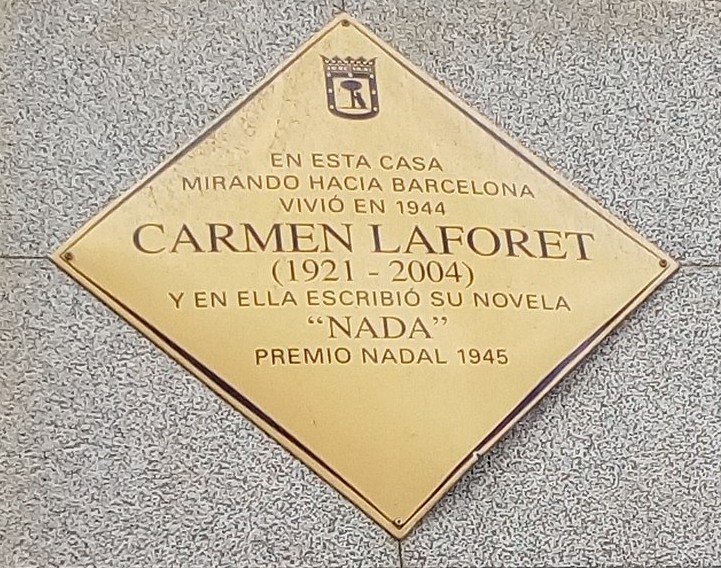 EN ESTA CASA
MIRANDO HACIA BARCELONA
VIVIÓ EN 1944
CARMEN LAFORET
(1921 - 2004)
Y EN ELLA ESCRIBIÓ SU NOVELA
“NADA”
PREMIO NADAL 1945